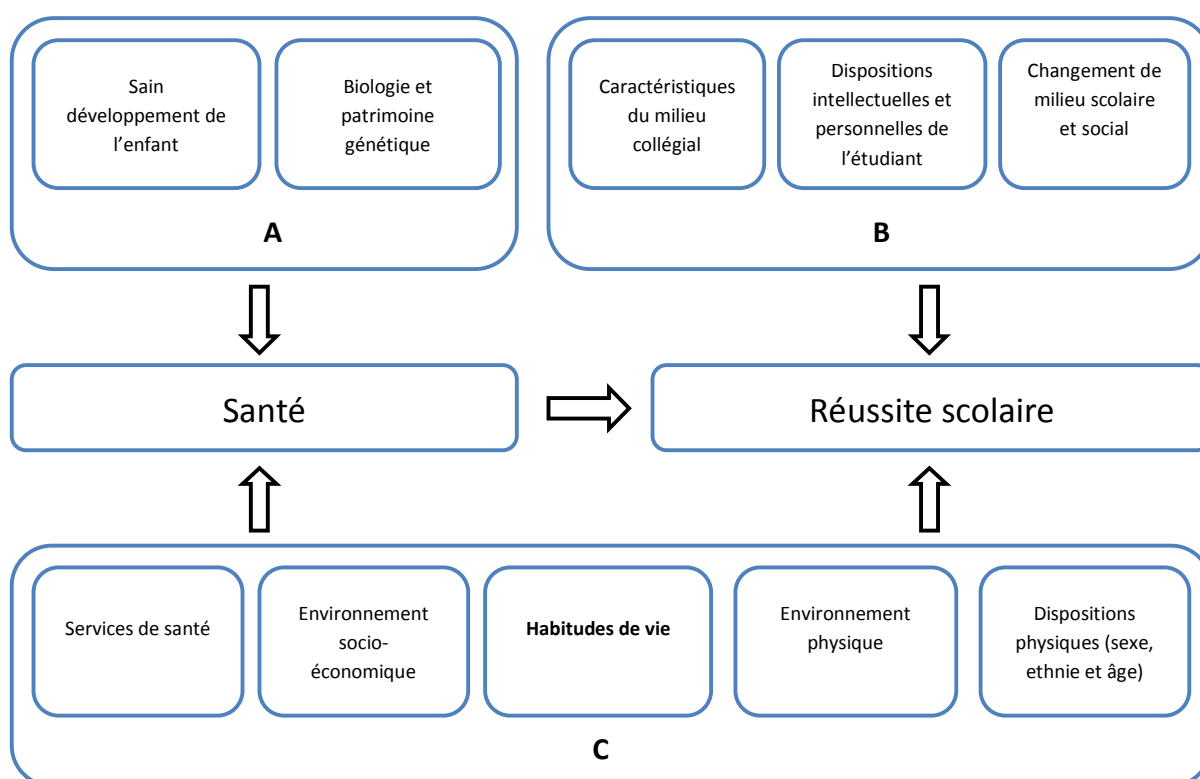 Sain
développement de
l’enfant
Biologie et
patrimoine
génétique
A
Caractéristiques
du milieu
collégial
Dispositions
intellectuelles et
personnelles de
l’étudiant
Changement de
milieu scolaire
et social
B
Santé
Réussite scolaire
Services de santé
Environnement
socio-
économique
Habitudes de vie
Environnement
physique
Dispositions
physiques (sexe,
ethnie et âge)
C